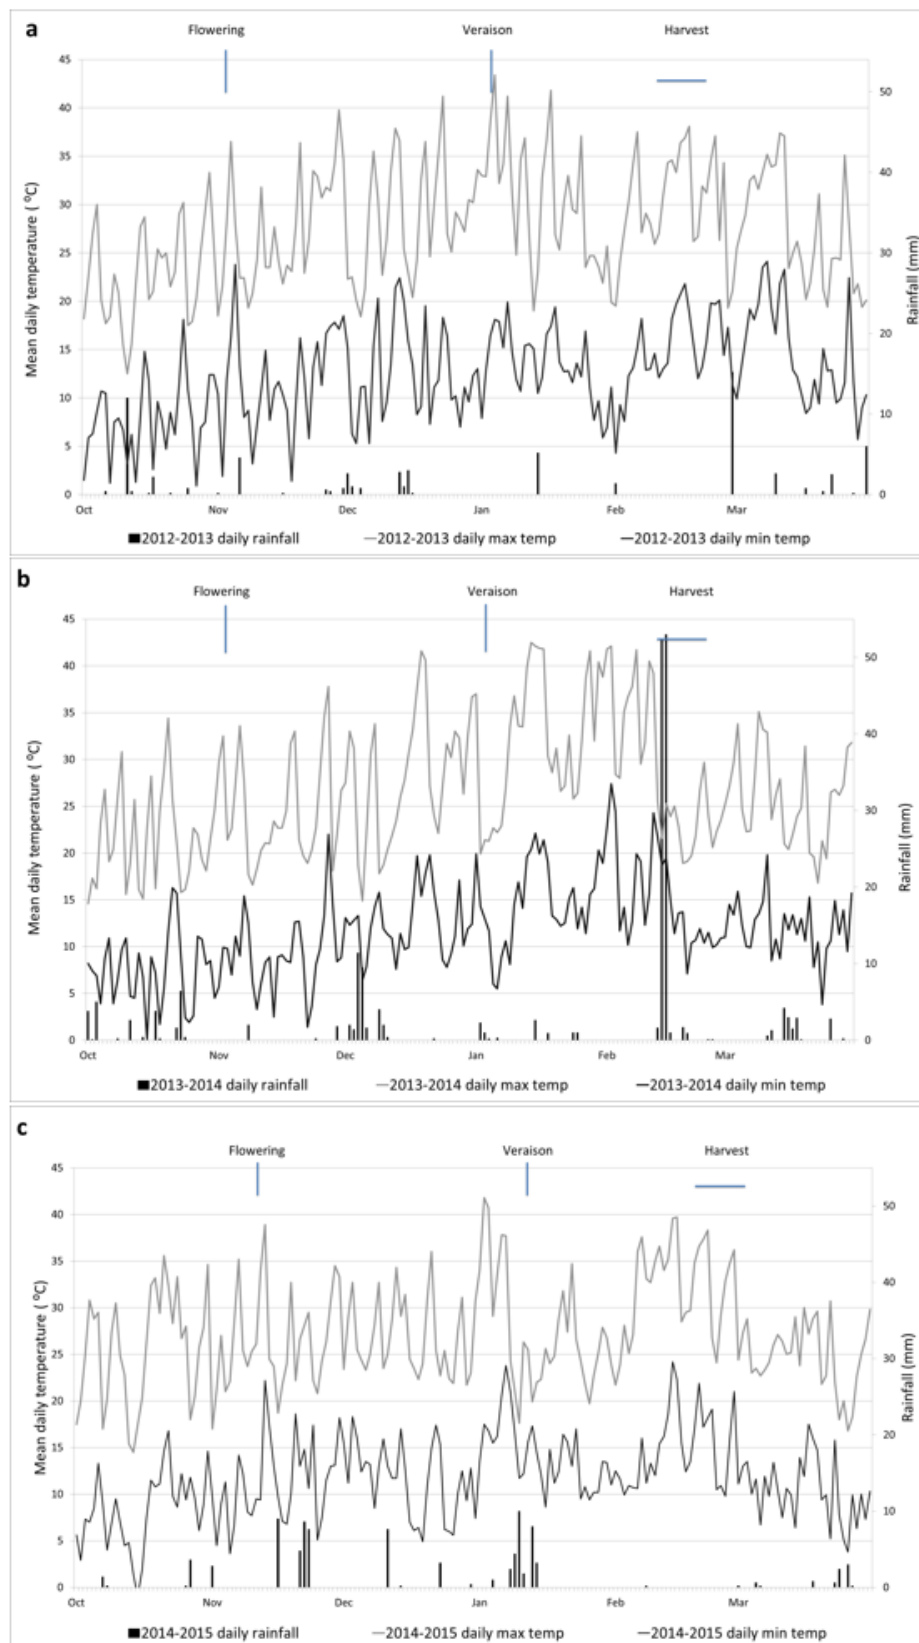 a
Flowering
Veraison
Harvest
45
40
35
30
25
20
15
10
5
0
Mean daily temperature ( °C)
50
40
30
20
10
0
Rainfall (mm)
Oct Nov Dec Jan Feb Mar
2012-2013 daily rainfall 2012-2013 daily max temp 2012-2013 daily min temp
b
Flowering
Veraison
Harvest
45
40
35
30
25
20
15
10
5
0
Mean daily temperature ( °C)
50
40
30
20
10
0
Rainfall (mm)
Oct Nov Dec Jan Feb Mar
2013-2014 daily rainfall 2013-2014 daily max temp 2013-2014 daily min temp
c
Flowering
Veraison
Harvest
45
40
35
30
25
20
15
10
5
0
Mean daily temperature ( °C)
50
40
30
20
10
0
Rainfall (mm)
Oct Nov Dec Jan Feb Mar
2014-2015 daily rainfall 2014-2015 daily max temp 2014-2015 daily min temp